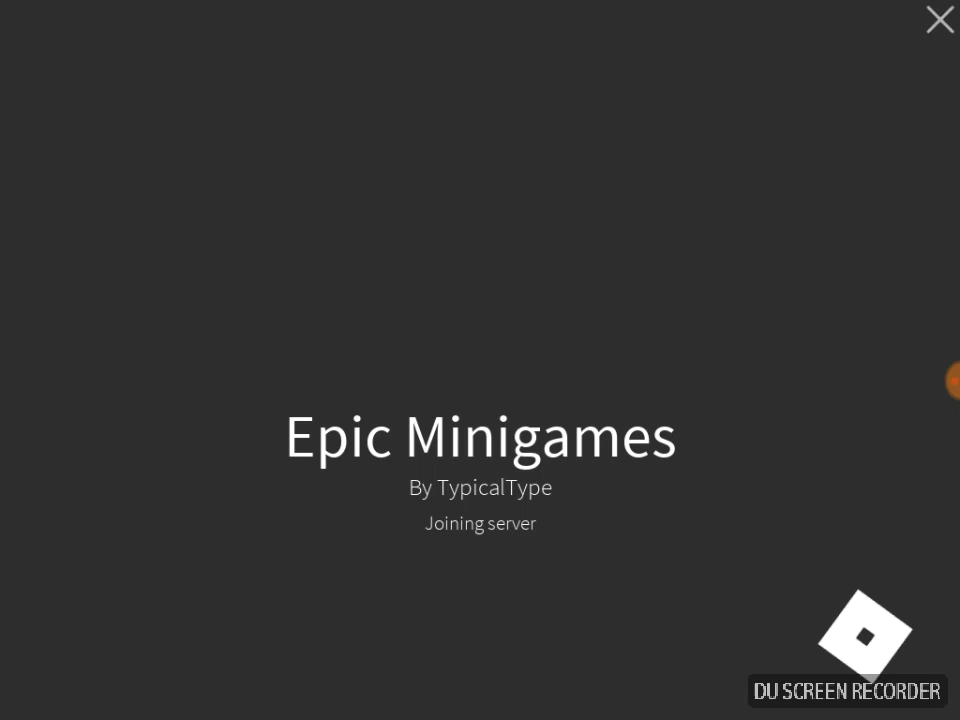 Epic Minigames
By TypicalType
Joining server
DU SCREEN RECORDER